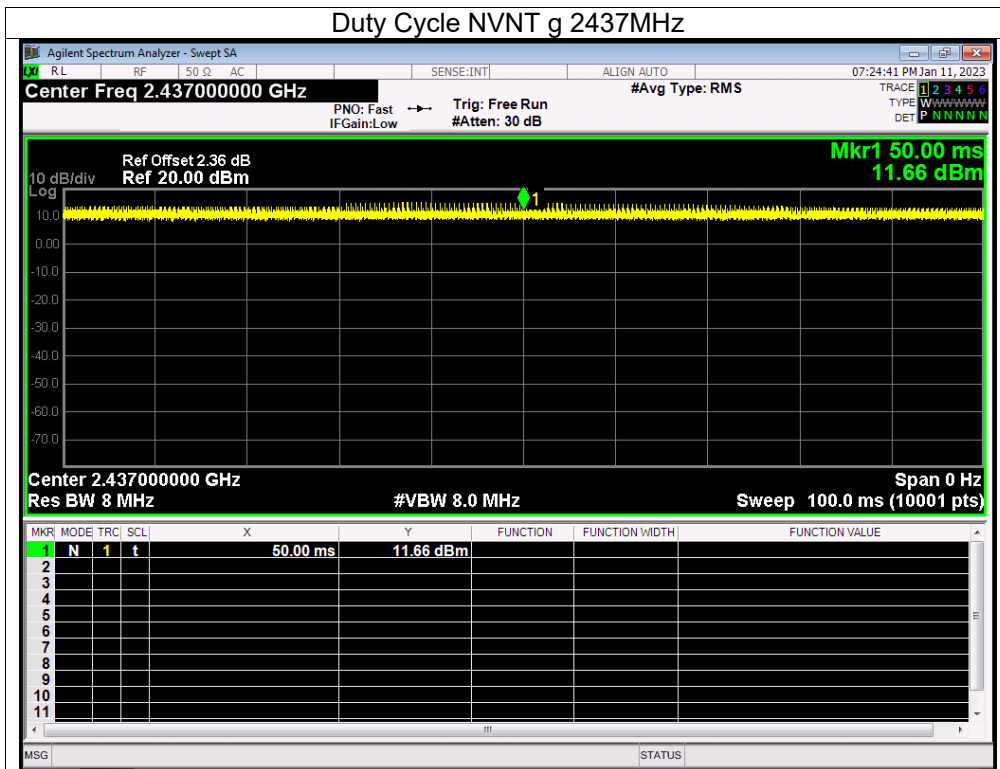 Duty Cycle NVNT g 2437MHz
Agilent Spectrum Analyzer - Swept SA
LXI RL RF 50 Ω AC SENSE:INT ALIGN AUTO 07:24:41 PM Jan 11, 2023
Center Freq 2.437000000 GHz #Avg Type: RMS TRACE 1 2 3 4 5 6
PNO: Fast Trig: Free Run TYPE WWWWWWW
IFGain:Low #Atten: 30 dB DET P N N N N N
Mkr1 50.00 ms
11.66 dBm
Ref Offset 2.36 dB
10 dB/div Ref 20.00 dBm
Log
1
10.0
0.00
-10.0
-20.0
-30.0
-40.0
-50.0
-60.0
-70.0
Center 2.437000000 GHz Span 0 Hz
Res BW 8 MHz #VBW 8.0 MHz Sweep 100.0 ms (10001 pts)
MKR MODE TRC SCL X Y FUNCTION FUNCTION WIDTH FUNCTION VALUE
1 N 1 t 50.00 ms 11.66 dBm
2
3
4
5
6
7
8
9
10
11
MSG STATUS